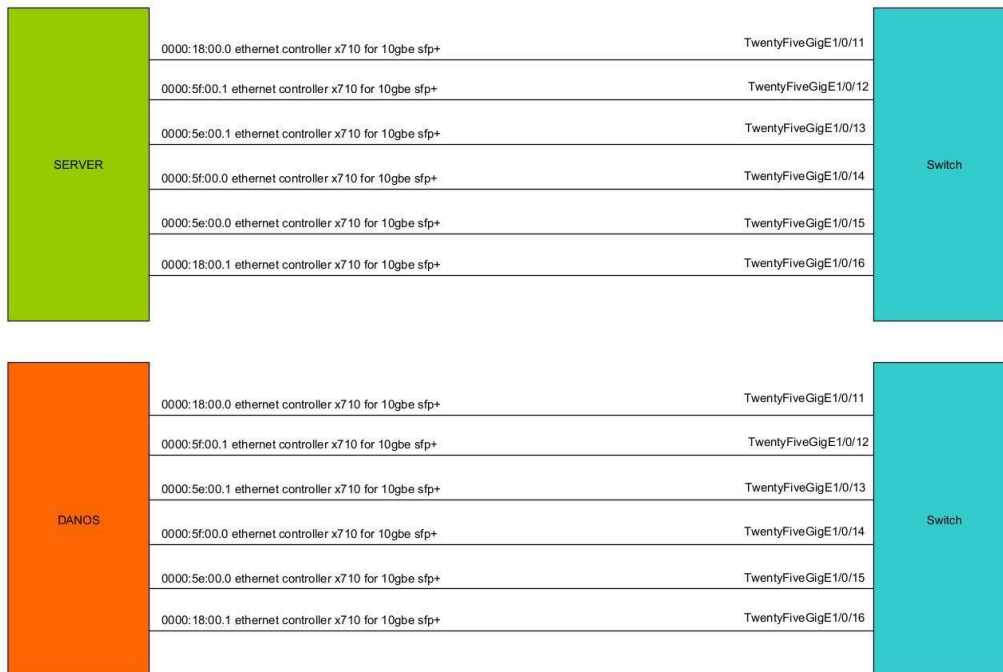 0000:18:00.0 ethernet controller x710 for 10gbe sfp+ TwentyFiveGigE1/0/11
0000:5f:00.1 ethernet controller x710 for 10gbe sfp+ TwentyFiveGigE1/0/12
0000:5e:00.1 ethernet controller x710 for 10gbe sfp+ TwentyFiveGigE1/0/13
SERVER Switch
0000:5f:00.0 ethernet controller x710 for 10gbe sfp+ TwentyFiveGigE1/0/14
0000:5e:00.0 ethernet controller x710 for 10gbe sfp+ TwentyFiveGigE1/0/15
0000:18:00.1 ethernet controller x710 for 10gbe sfp+ TwentyFiveGigE1/0/16
0000:18:00.0 ethernet controller x710 for 10gbe sfp+ TwentyFiveGigE1/0/11
0000:5f:00.1 ethernet controller x710 for 10gbe sfp+ TwentyFiveGigE1/0/12
0000:5e:00.1 ethernet controller x710 for 10gbe sfp+ TwentyFiveGigE1/0/13
DANOS Switch
0000:5f:00.0 ethernet controller x710 for 10gbe sfp+ TwentyFiveGigE1/0/14
0000:5e:00.0 ethernet controller x710 for 10gbe sfp+ TwentyFiveGigE1/0/15
0000:18:00.1 ethernet controller x710 for 10gbe sfp+ TwentyFiveGigE1/0/16